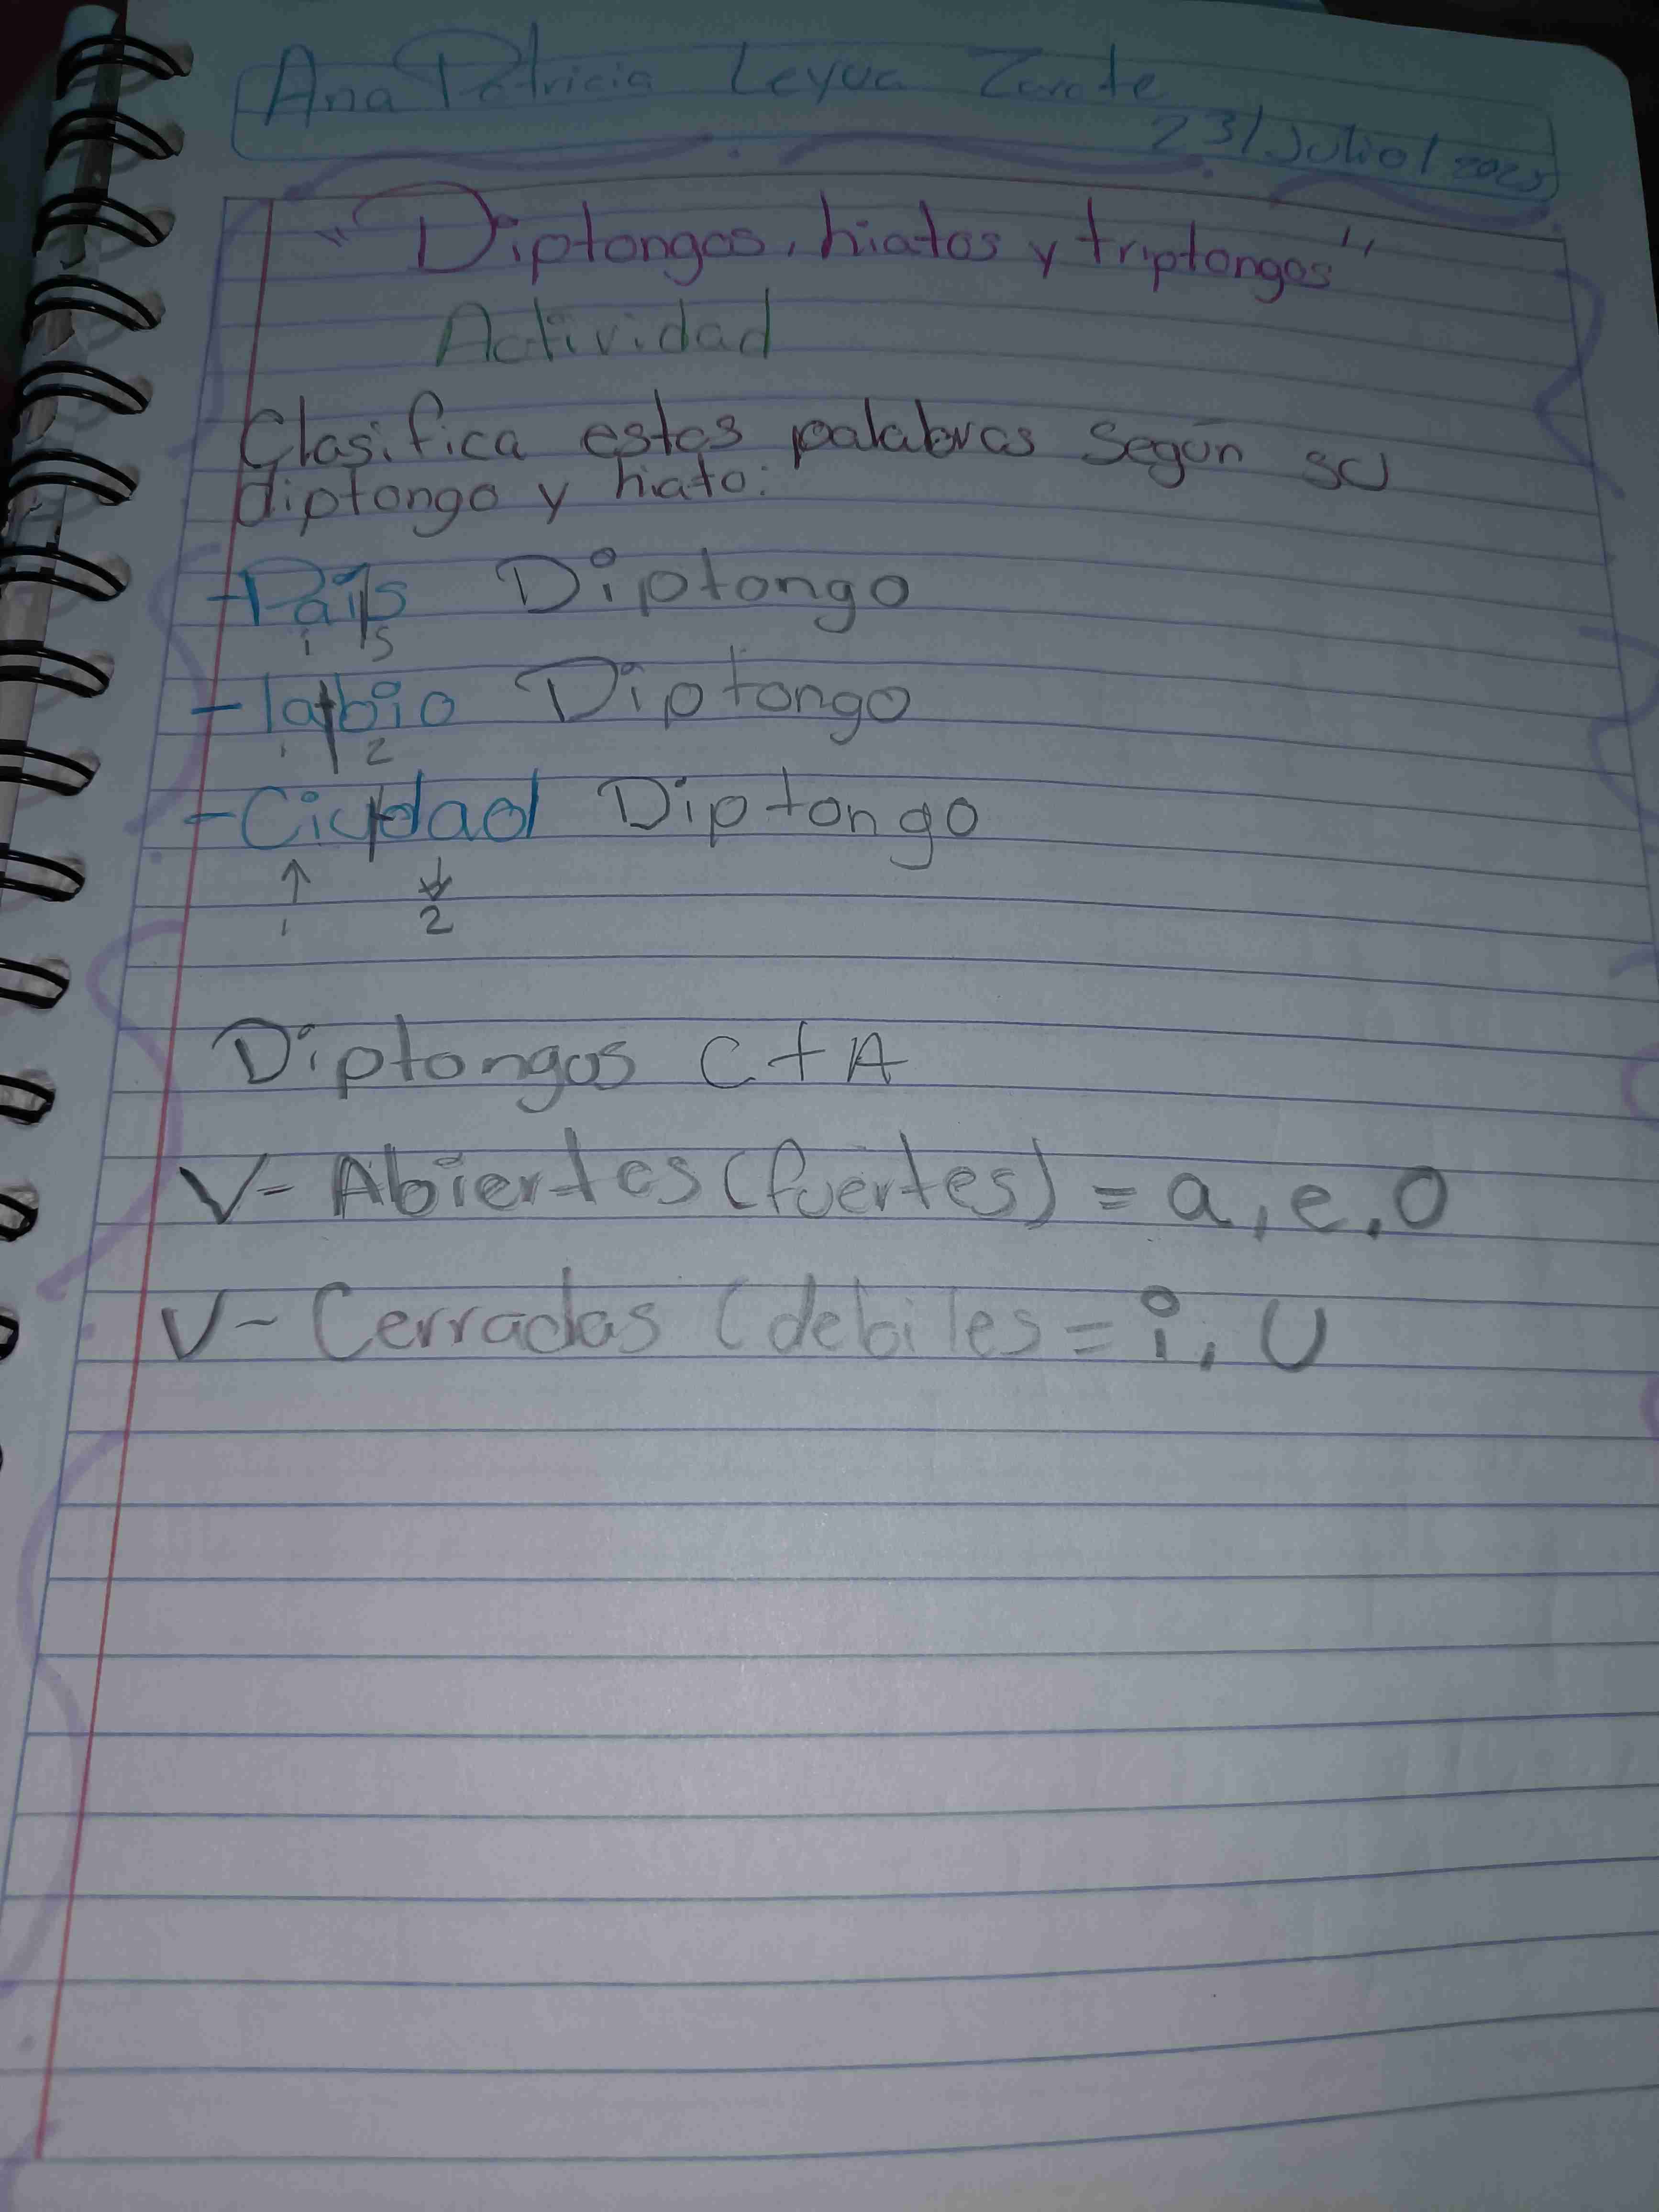 Ana Patricia Leyva Zarate
23/Julio/2025
"Diptongos, hiatos y triptongos"
Actividad
Clasifica estas palabras según su
diptongo y hiato:
-País Diptongo
1 5
-labio Diptongo
1 2
-Ciudad Diptongo
1 2
Diptongos C+A
V- Abiertas (fuertes) = a, e, o
V- Cerradas (debiles = i, u